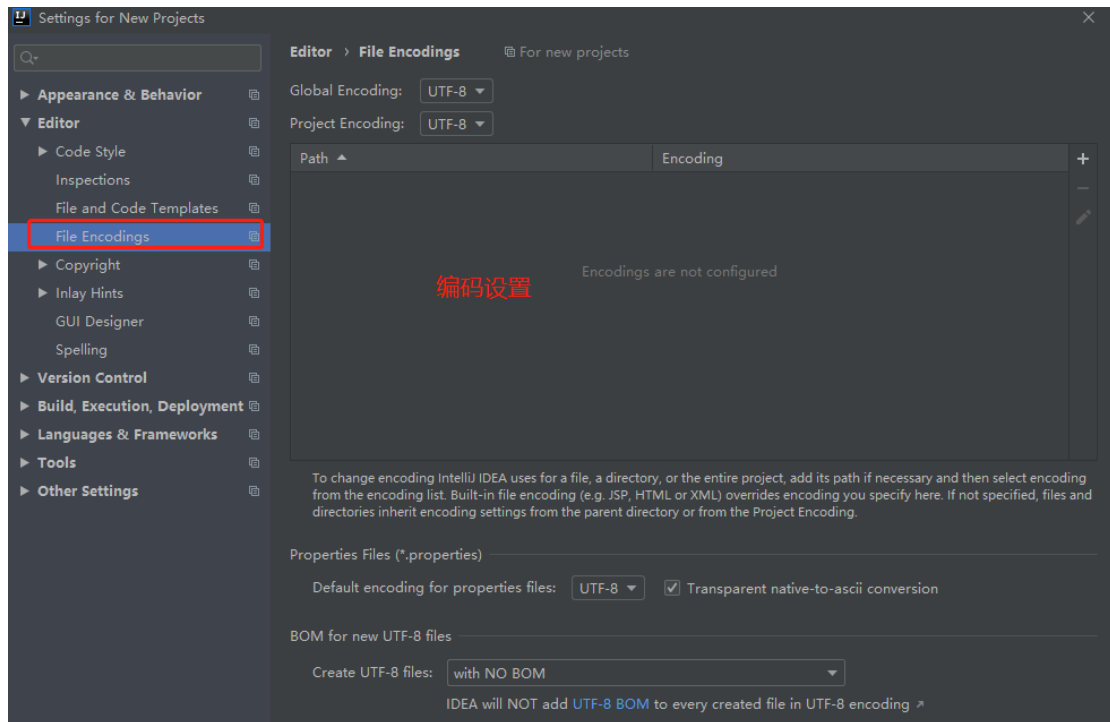 Settings for New Projects
Appearance & Behavior
Editor
Code Style
Inspections
File and Code Templates
File Encodings
Copyright
Inlay Hints
GUI Designer
Spelling
Version Control
Build, Execution, Deployment
Languages & Frameworks
Tools
Other Settings
Editor › File Encodings For new projects
Global Encoding: UTF-8
Project Encoding: UTF-8
Path Encoding
Encodings are not configured
编码设置
To change encoding IntelliJ IDEA uses for a file, a directory, or the entire project, add its path if necessary and then select encoding
from the encoding list. Built-in file encoding (e.g. JSP, HTML or XML) overrides encoding you specify here. If not specified, files and
directories inherit encoding settings from the parent directory or from the Project Encoding.
Properties Files (*.properties)
Default encoding for properties files: UTF-8 Transparent native-to-ascii conversion
BOM for new UTF-8 files
Create UTF-8 files: with NO BOM
IDEA will NOT add UTF-8 BOM to every created file in UTF-8 encoding ↗